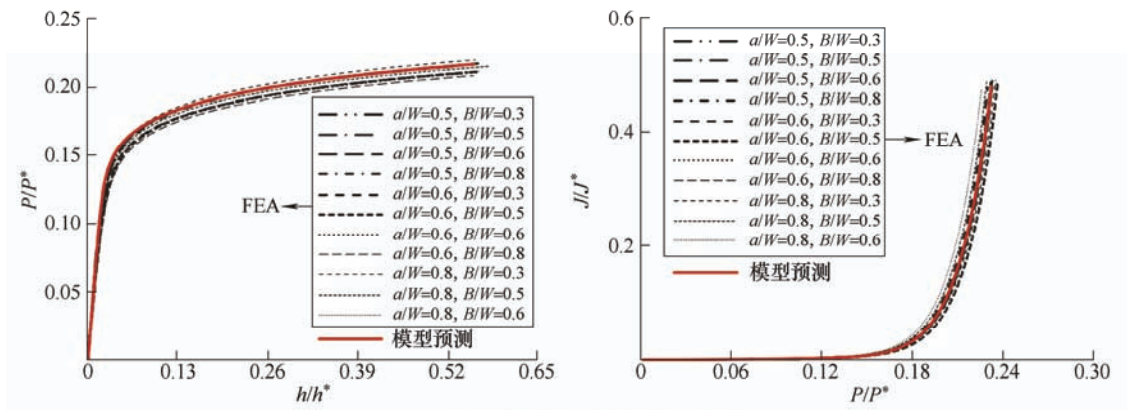 0.25
0.20
0.15
0.10
0.05
0
0.13
0.26
0.39
0.52
0.65
P/P*
h/h*
FEA
a/W=0.5, B/W=0.3
a/W=0.5, B/W=0.5
a/W=0.5, B/W=0.6
a/W=0.5, B/W=0.8
a/W=0.6, B/W=0.3
a/W=0.6, B/W=0.5
a/W=0.6, B/W=0.6
a/W=0.6, B/W=0.8
a/W=0.8, B/W=0.3
a/W=0.8, B/W=0.5
a/W=0.8, B/W=0.6
模型预测
0.6
0.4
0.2
0
0.06
0.12
0.18
0.24
0.30
J/J*
P/P*
a/W=0.5, B/W=0.3
a/W=0.5, B/W=0.5
a/W=0.5, B/W=0.6
a/W=0.5, B/W=0.8
a/W=0.6, B/W=0.3
a/W=0.6, B/W=0.5
a/W=0.6, B/W=0.6
a/W=0.6, B/W=0.8
a/W=0.8, B/W=0.3
a/W=0.8, B/W=0.5
a/W=0.8, B/W=0.6
FEA
模型预测